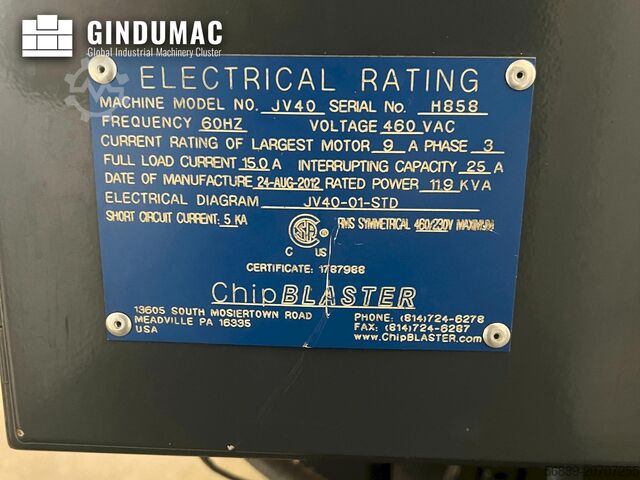 GINDUMAC
Global Industrial Machinery Cluster
ELECTRICAL RATING
MACHINE MODEL NO. JV40 SERIAL No. H858
FREQUENCY 60HZ VOLTAGE 460 VAC
CURRENT RATING OF LARGEST MOTOR 9 A PHASE 3
FULL LOAD CURRENT 15.0 A INTERRUPTING CAPACITY 25 A
DATE OF MANUFACTURE 24-AUG-2012 RATED POWER 11.9 KVA
ELECTRICAL DIAGRAM JV40-01-STD
SHORT CIRCUIT CURRENT: 5 KA RMS SYMMETRICAL 460/230V MAXIMUM
SA ®
C US
CERTIFICATE: 1787988
ChipBLASTER
13605 SOUTH MOSIERTOWN ROAD
MEADVILLE PA 16335
USA
PHONE: (814)724-6278
FAX: (814)724-6287
www.ChipBLASTER.com